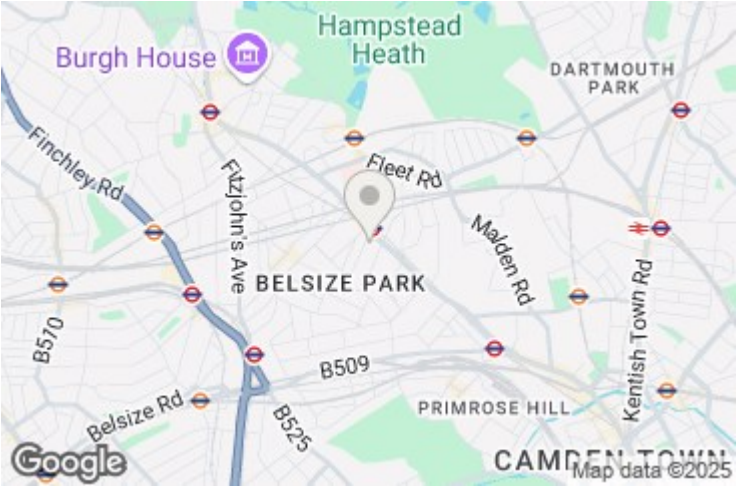 Hampstead
Heath
Burgh House
DARTMOUTH
PARK
Finchley Rd
Fleet Rd
Fitzjohn's Ave
Malden Rd
BELSIZE PARK
Kentish Town Rd
B570
B509
Belsize Rd
B525
PRIMROSE HILL
CAMDEN TOWN
Google
Map data ©2025